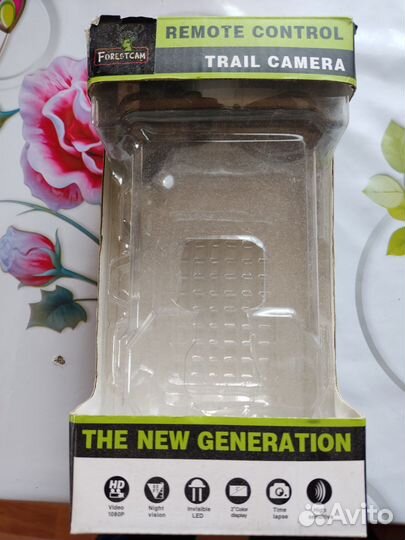 FORESTCAM
REMOTE CONTROL
TRAIL CAMERA
THE NEW GENERATION
HD
Video
1080P
Night
vision
Invisible
LED
2"Color
display
Time
lapse
Avito